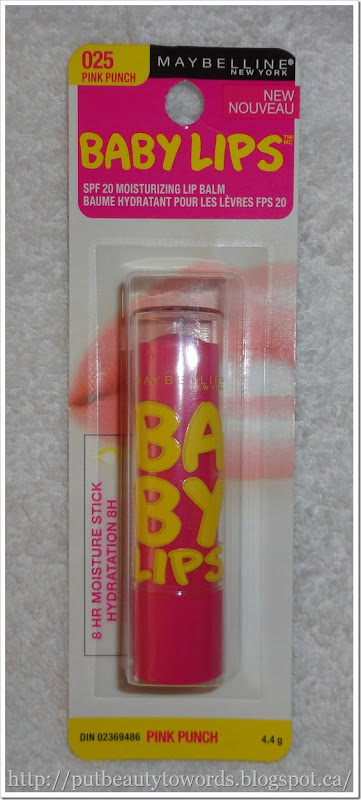 025
PINK PUNCH
MAYBELLINE
NEW YORK
NEW
NOUVEAU
BABY LIPS TM/MC
SPF 20 MOISTURIZING LIP BALM
BAUME HYDRATANT POUR LES LÈVRES FPS 20
MAYBELLINE
NEW YORK
BA
BY
LIPS
8 HR MOISTURE STICK
HYDRATATION 8H
DIN 02369486 PINK PUNCH 4.4 g
http://putbeautytowords.blogspot.ca/